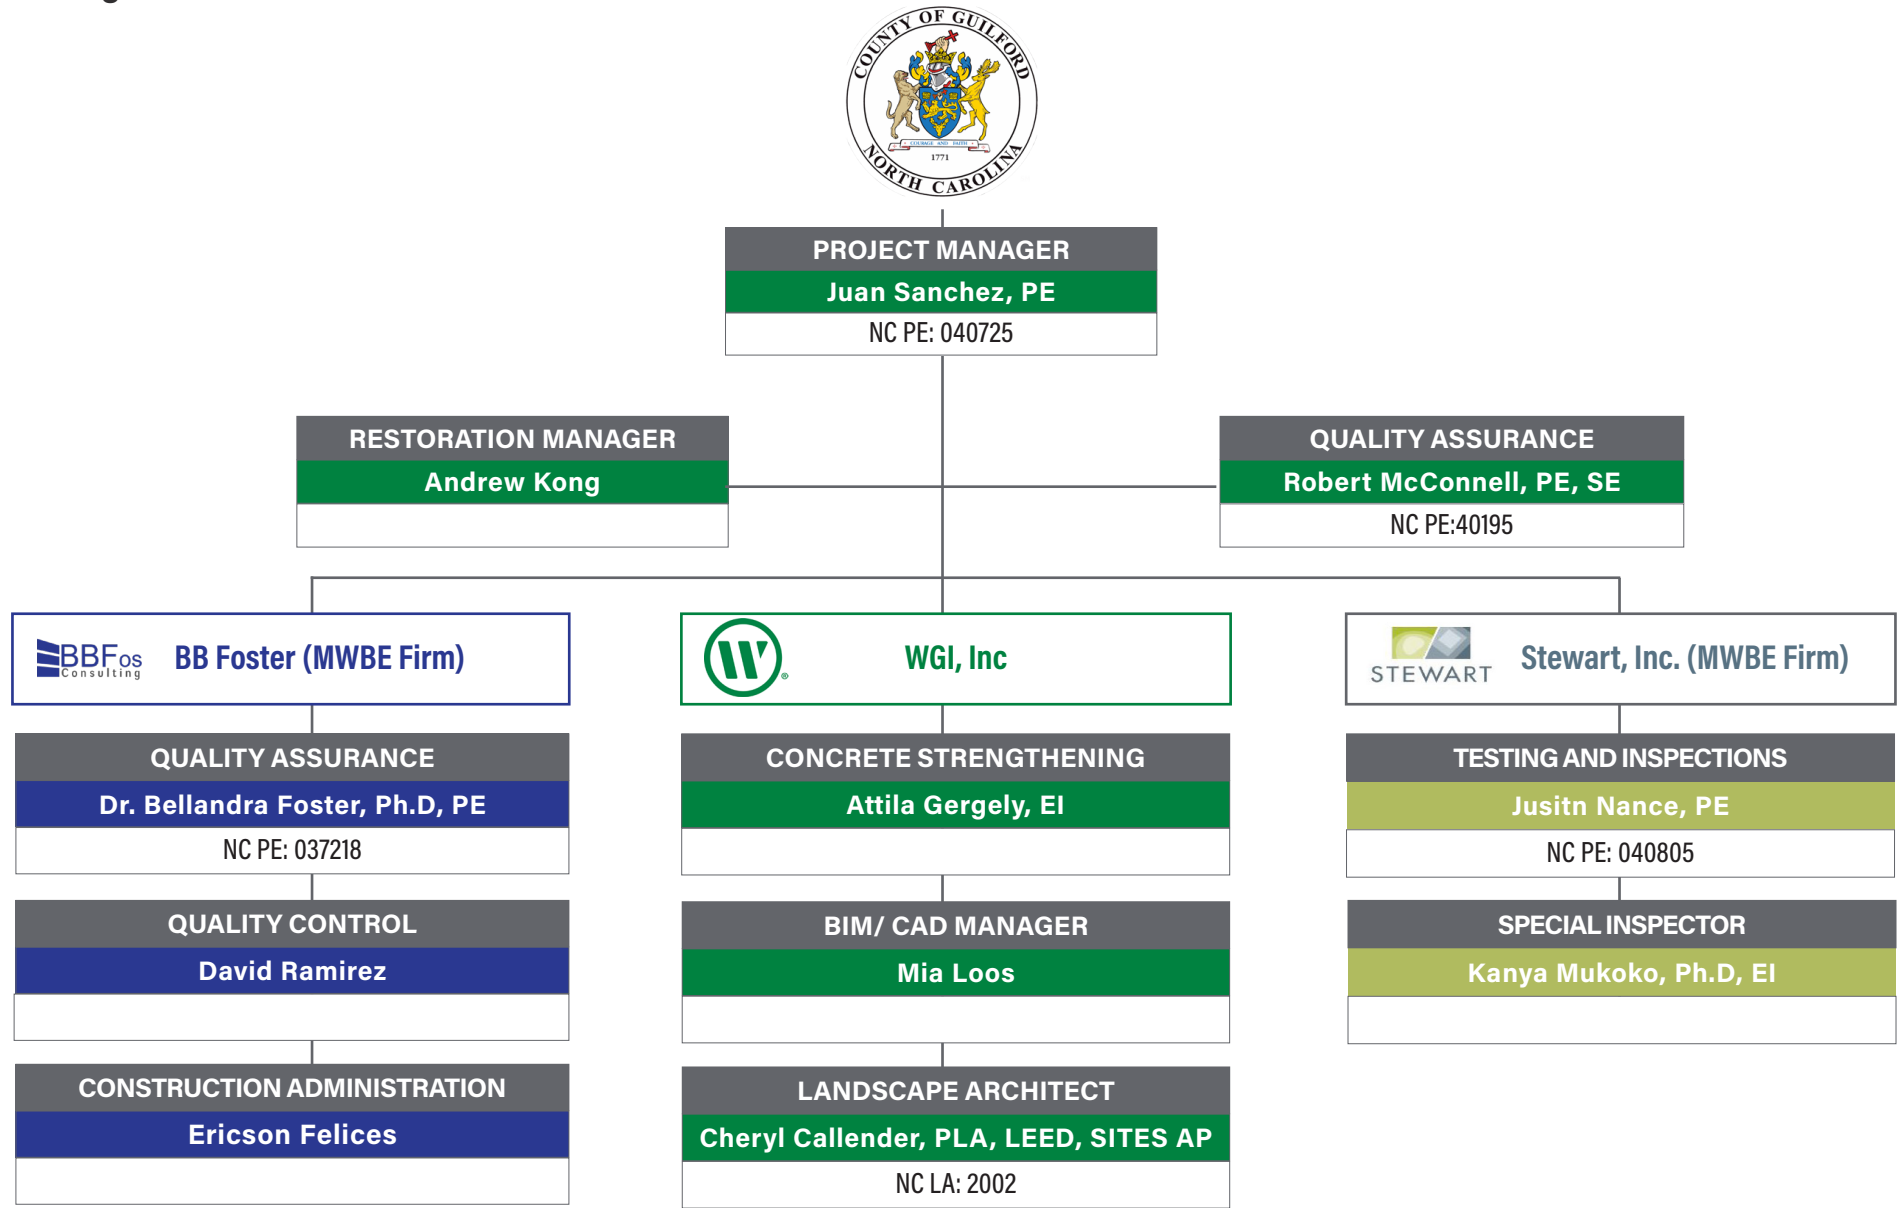 COUNTY OF GUILFORD
COURAGE AND FAITH
1771
NORTH CAROLINA
PROJECT MANAGER
Juan Sanchez, PE
NC PE: 040725
RESTORATION MANAGER
Andrew Kong
QUALITY ASSURANCE
Robert McConnell, PE, SE
NC PE:40195
BBFos
Consulting
BB Foster (MWBE Firm)
QUALITY ASSURANCE
Dr. Bellandra Foster, Ph.D, PE
NC PE: 037218
QUALITY CONTROL
David Ramirez
CONSTRUCTION ADMINISTRATION
Ericson Felices
W®
WGI, Inc
CONCRETE STRENGTHENING
Attila Gergely, EI
BIM/ CAD MANAGER
Mia Loos
LANDSCAPE ARCHITECT
Cheryl Callender, PLA, LEED, SITES AP
NC LA: 2002
STEWART
Stewart, Inc. (MWBE Firm)
TESTING AND INSPECTIONS
Jusitn Nance, PE
NC PE: 040805
SPECIAL INSPECTOR
Kanya Mukoko, Ph.D, EI